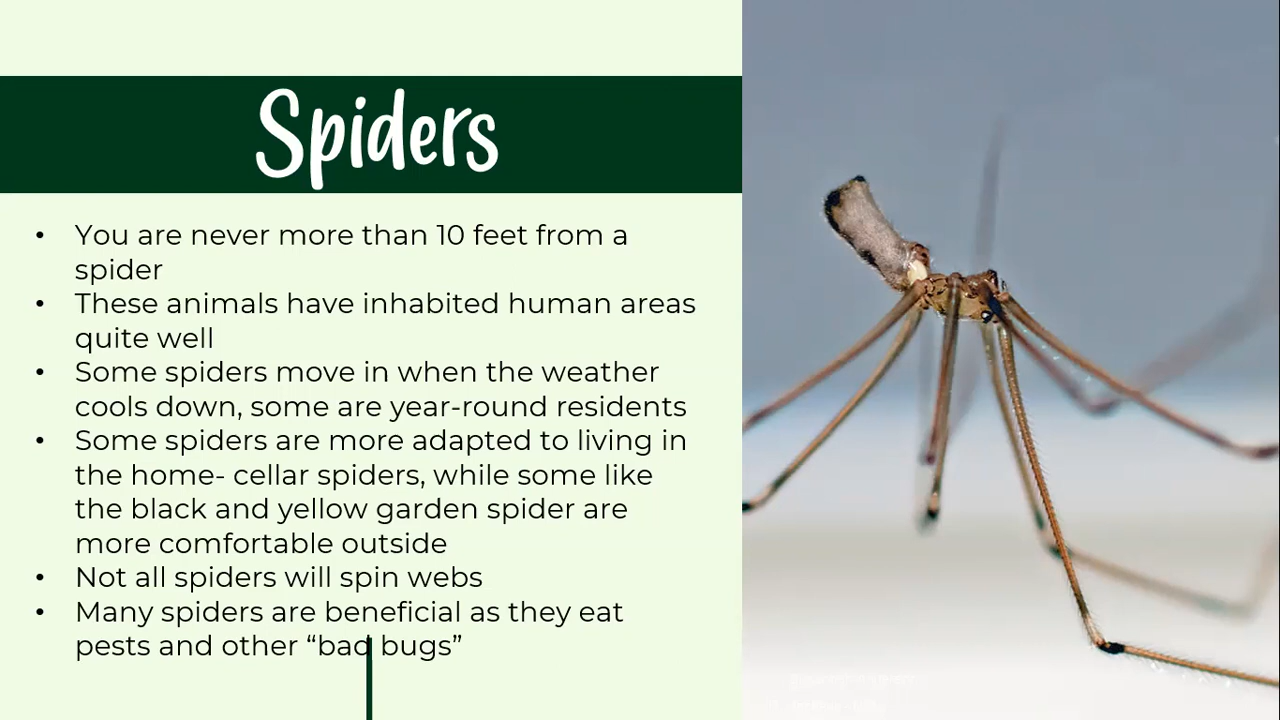 Spiders
• You are never more than 10 feet from a
spider
• These animals have inhabited human areas
quite well
• Some spiders move in when the weather
cools down, some are year-round residents
• Some spiders are more adapted to living in
the home- cellar spiders, while some like
the black and yellow garden spider are
more comfortable outside
• Not all spiders will spin webs
• Many spiders are beneficial as they eat
pests and other “bad bugs”